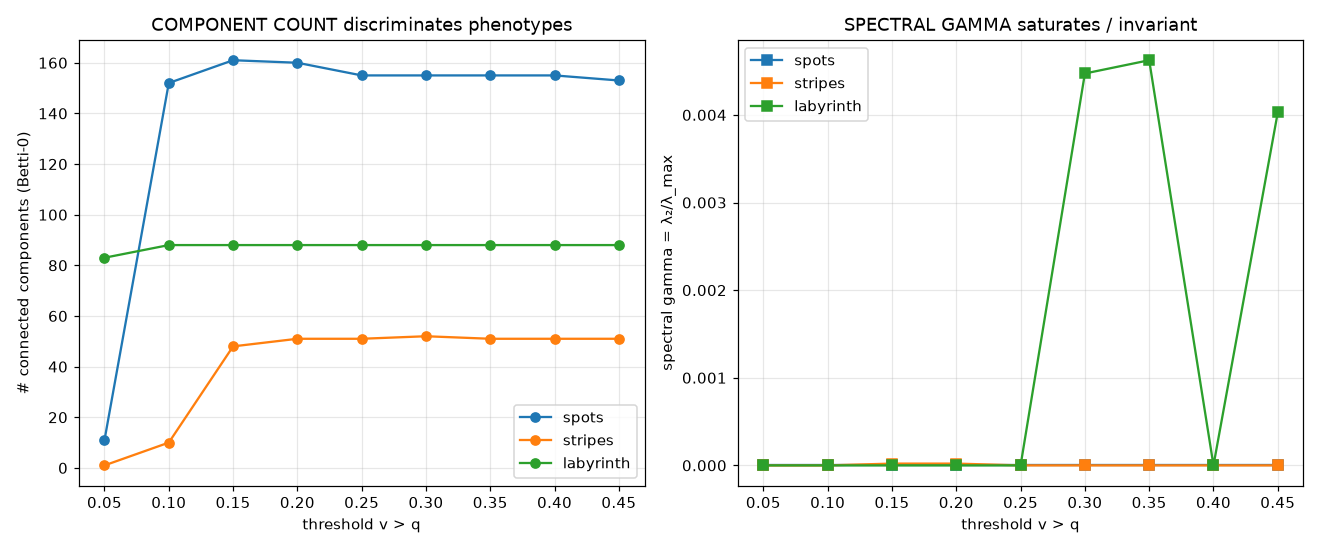 COMPONENT COUNT discriminates phenotypes
# connected components (Betti-0)
160
140
120
100
80
60
40
20
0
spots
stripes
labyrinth
0.05 0.10 0.15 0.20 0.25 0.30 0.35 0.40 0.45
threshold v > q
SPECTRAL GAMMA saturates / invariant
spectral gamma = λ₂/λ_max
spots
stripes
labyrinth
0.004
0.003
0.002
0.001
0.000
0.05 0.10 0.15 0.20 0.25 0.30 0.35 0.40 0.45
threshold v > q